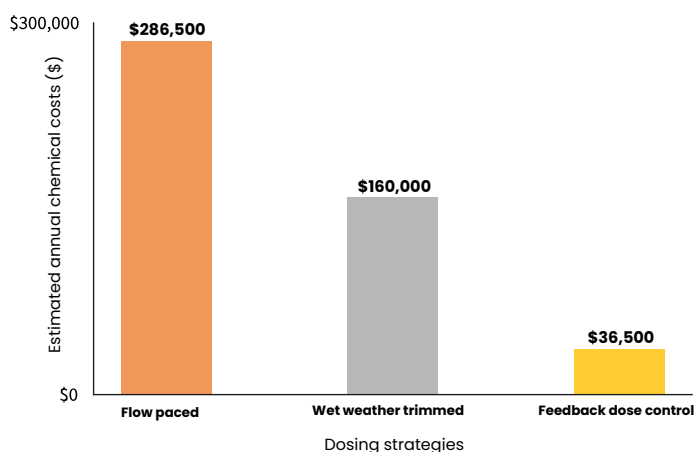 $300,000
Estimated annual chemical costs ($)
$0
$286,500
$160,000
$36,500
Flow paced
Wet weather trimmed
Feedback dose control
Dosing strategies